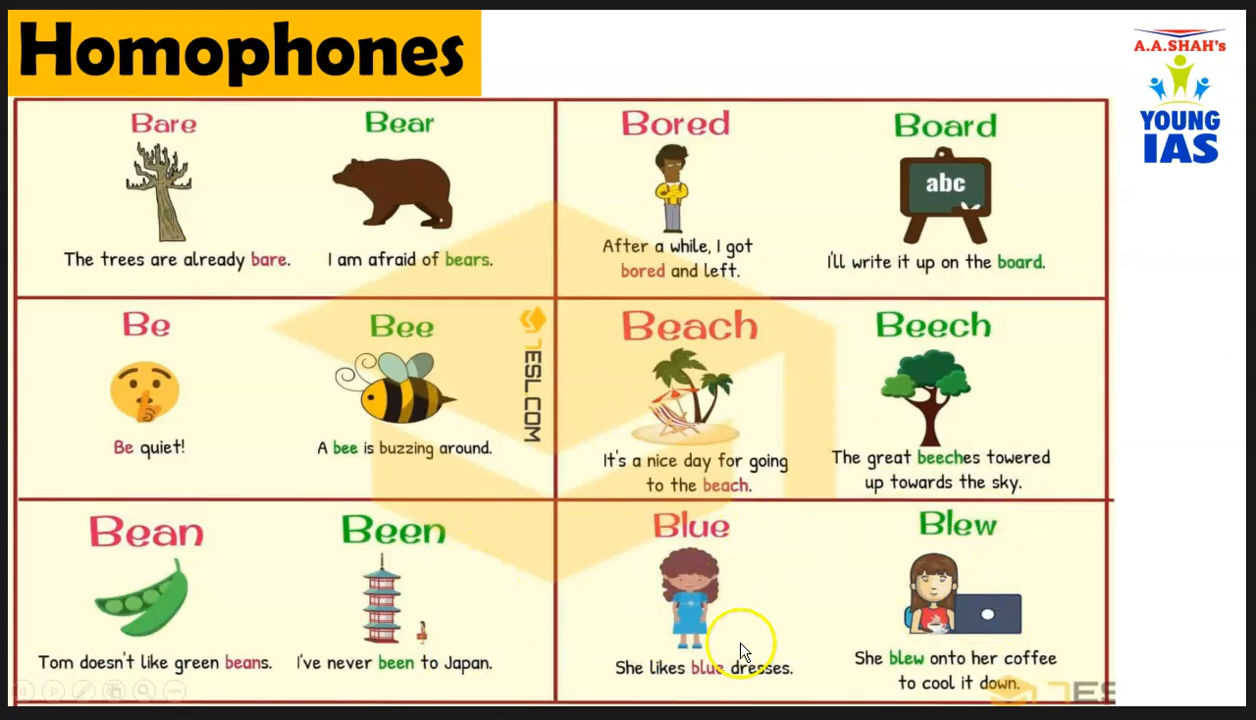 Homophones
A.A.SHAH's
YOUNG
IAS
Bare
Bear
The trees are already bare.
I am afraid of bears.
Bored
Board
abc
After a while, I got
bored and left.
I'll write it up on the board.
Be
Bee
Be quiet!
A bee is buzzing around.
7ESL.COM
Beach
Beech
It's a nice day for going
to the beach.
The great beeches towered
up towards the sky.
Bean
Been
Tom doesn't like green beans.
I've never been to Japan.
Blue
Blew
She likes blue dresses.
She blew onto her coffee
to cool it down.
7ES